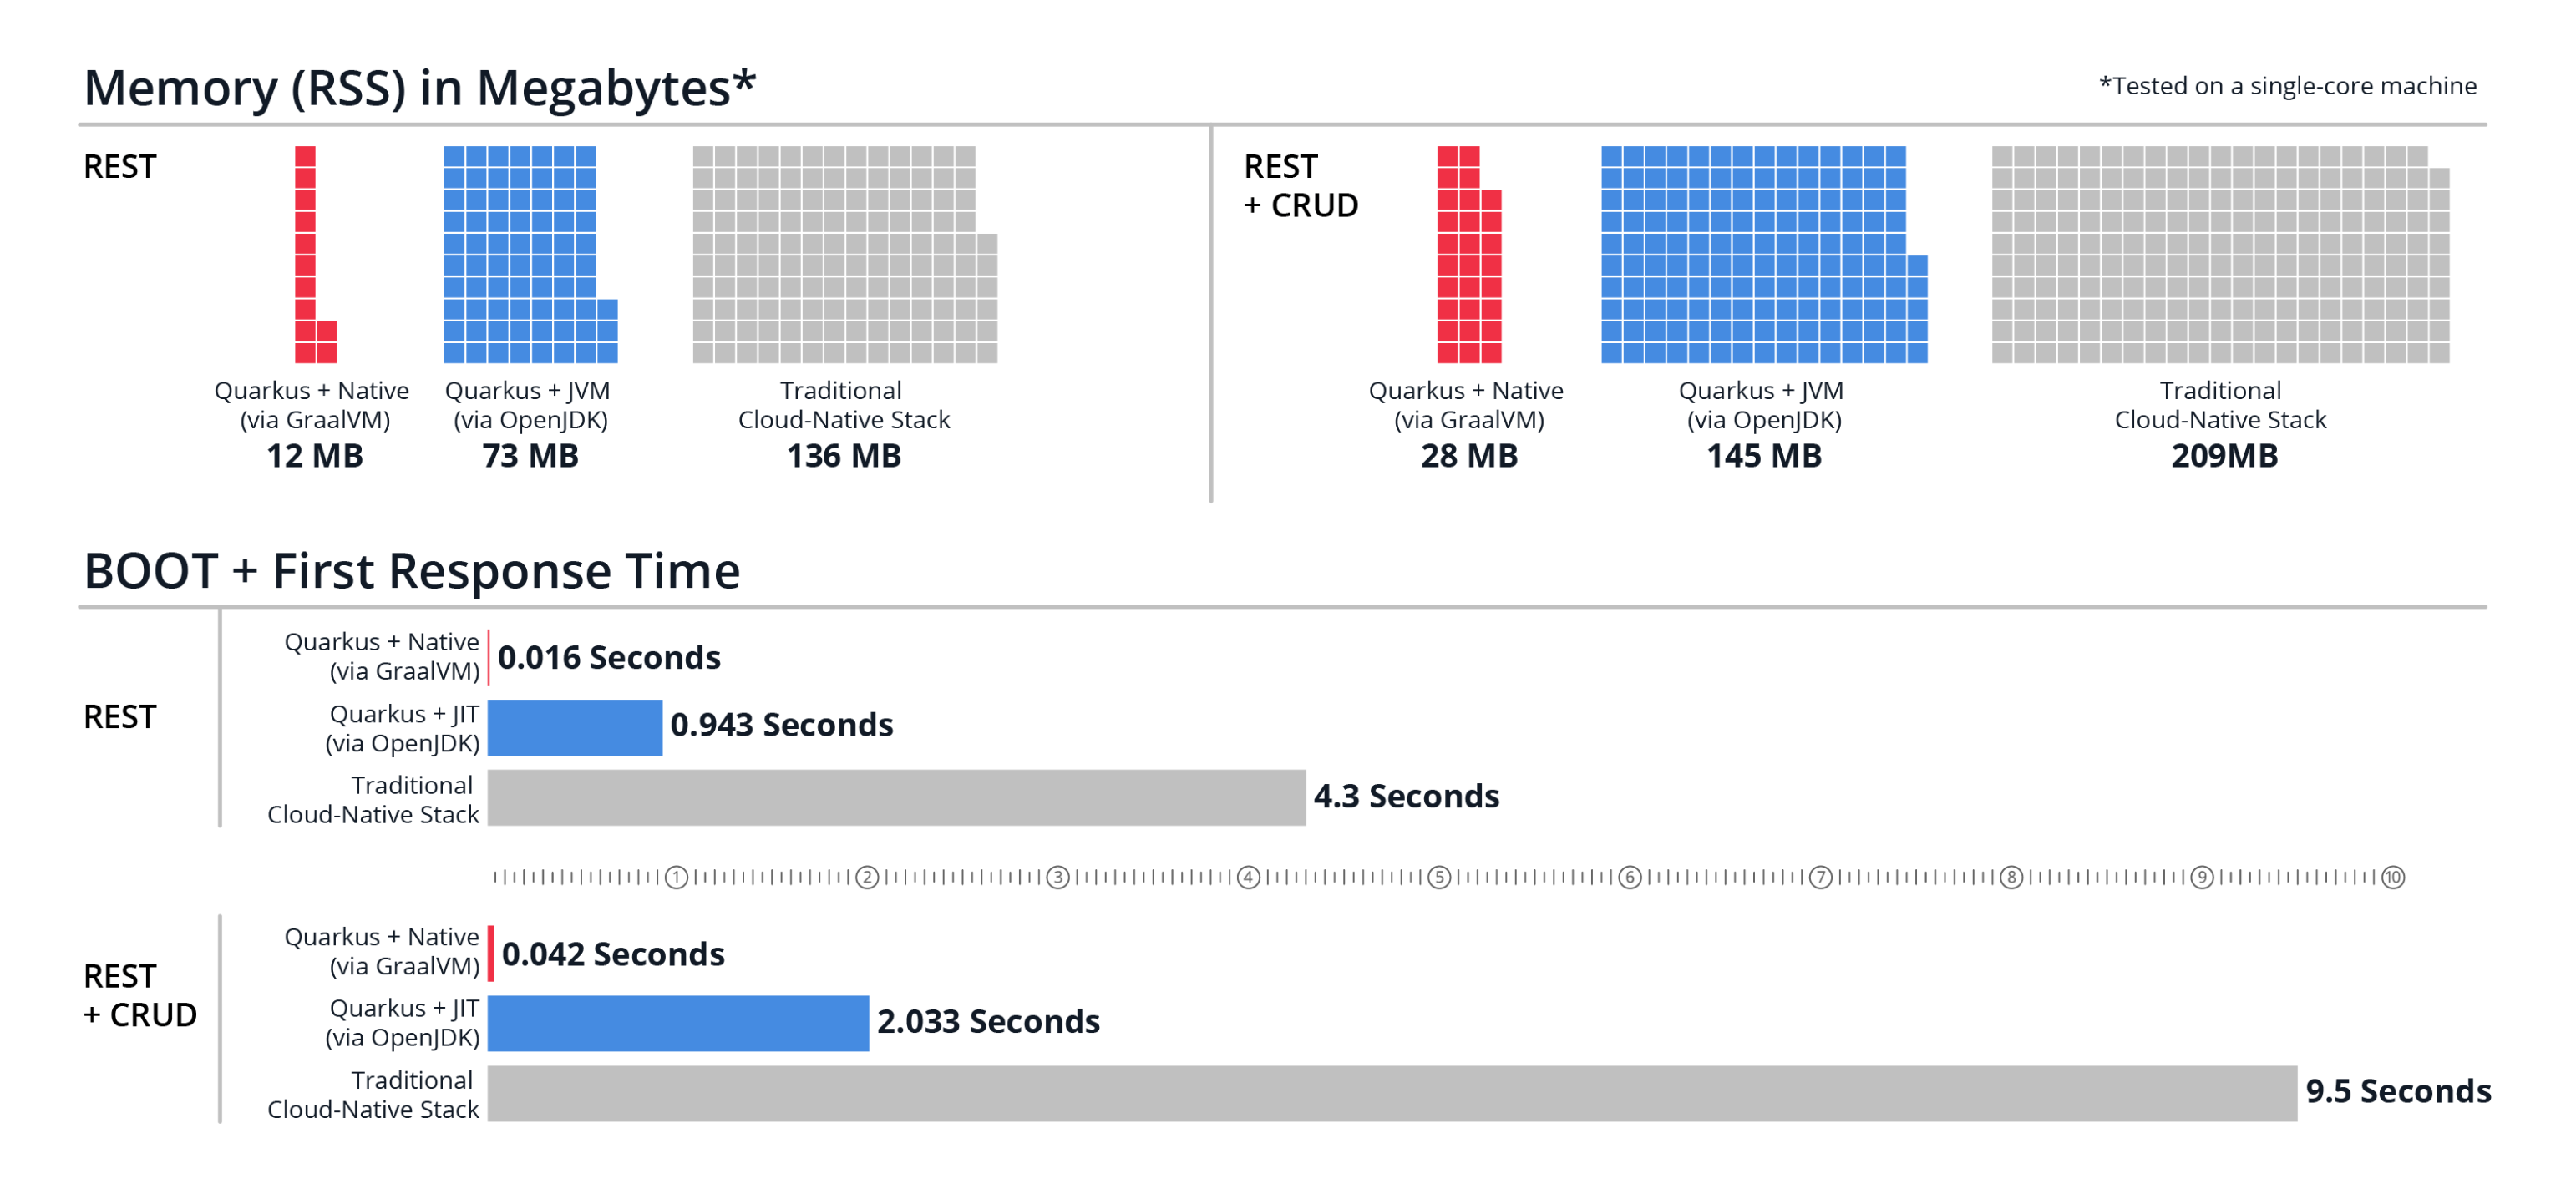 Memory (RSS) in Megabytes*
*Tested on a single-core machine
REST
Quarkus + Native
(via GraalVM)
12 MB
Quarkus + JVM
(via OpenJDK)
73 MB
Traditional
Cloud-Native Stack
136 MB
REST
+ CRUD
Quarkus + Native
(via GraalVM)
28 MB
Quarkus + JVM
(via OpenJDK)
145 MB
Traditional
Cloud-Native Stack
209MB
BOOT + First Response Time
REST
Quarkus + Native
(via GraalVM)
0.016 Seconds
Quarkus + JIT
(via OpenJDK)
0.943 Seconds
Traditional
Cloud-Native Stack
4.3 Seconds
1 2 3 4 5 6 7 8 9 10
REST
+ CRUD
Quarkus + Native
(via GraalVM)
0.042 Seconds
Quarkus + JIT
(via OpenJDK)
2.033 Seconds
Traditional
Cloud-Native Stack
9.5 Seconds